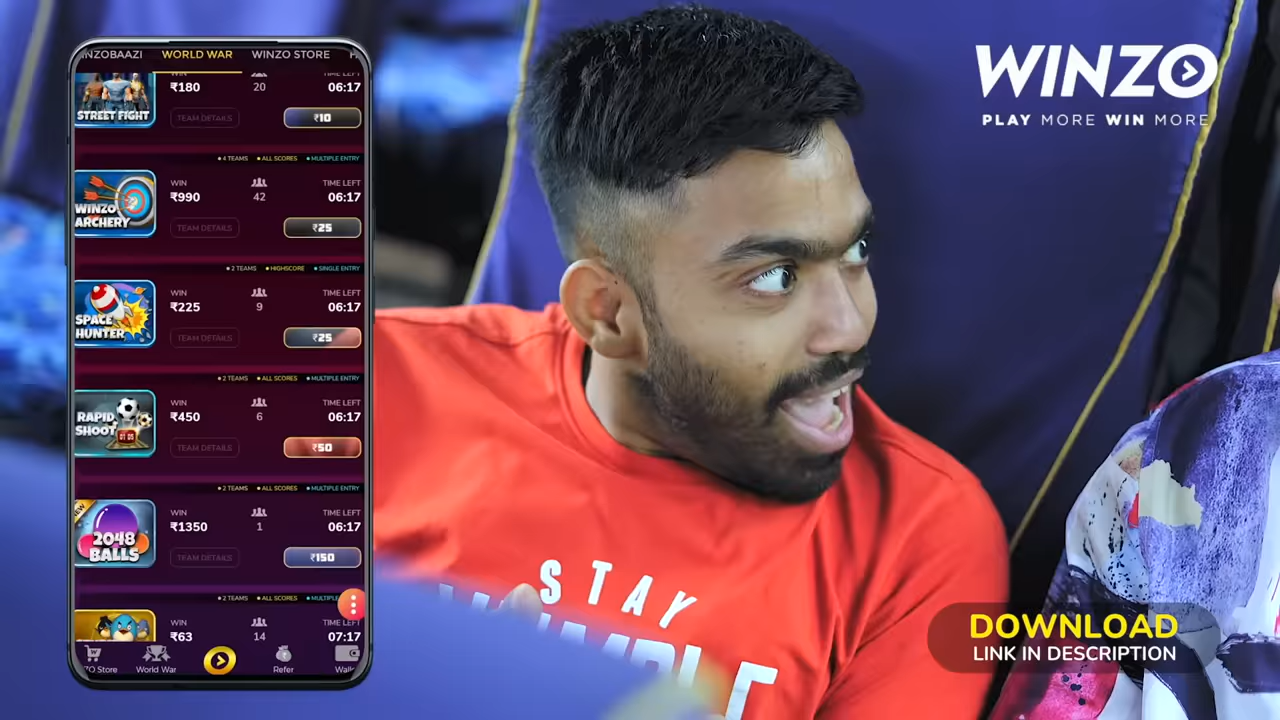 NZOBAAZI WORLD WAR WINZO STORE
₹180 20 06:17
STREET FIGHT
TEAM DETAILS ₹10
4 TEAMS ALL SCORES MULTIPLE ENTRY
WIN TIME LEFT
₹990 42 06:17
WINZO
ARCHERY
TEAM DETAILS ₹25
2 TEAMS HIGHSCORE SINGLE ENTRY
WIN TIME LEFT
₹225 9 06:17
SPACE
HUNTER
TEAM DETAILS ₹25
2 TEAMS ALL SCORES MULTIPLE ENTRY
WIN TIME LEFT
₹450 6 06:17
RAPID
SHOOT
TEAM DETAILS ₹50
2 TEAMS ALL SCORES MULTIPLE ENTRY
NEW
WIN TIME LEFT
₹1350 1 06:17
2048
BALLS
TEAM DETAILS ₹150
2 TEAMS ALL SCORES MULTIPLE
WIN TIME LEFT
₹63 14 07:17
ZO Store World War Refer Wall
WINZO
PLAY MORE WIN MORE
STAY
DOWNLOAD
LINK IN DESCRIPTION